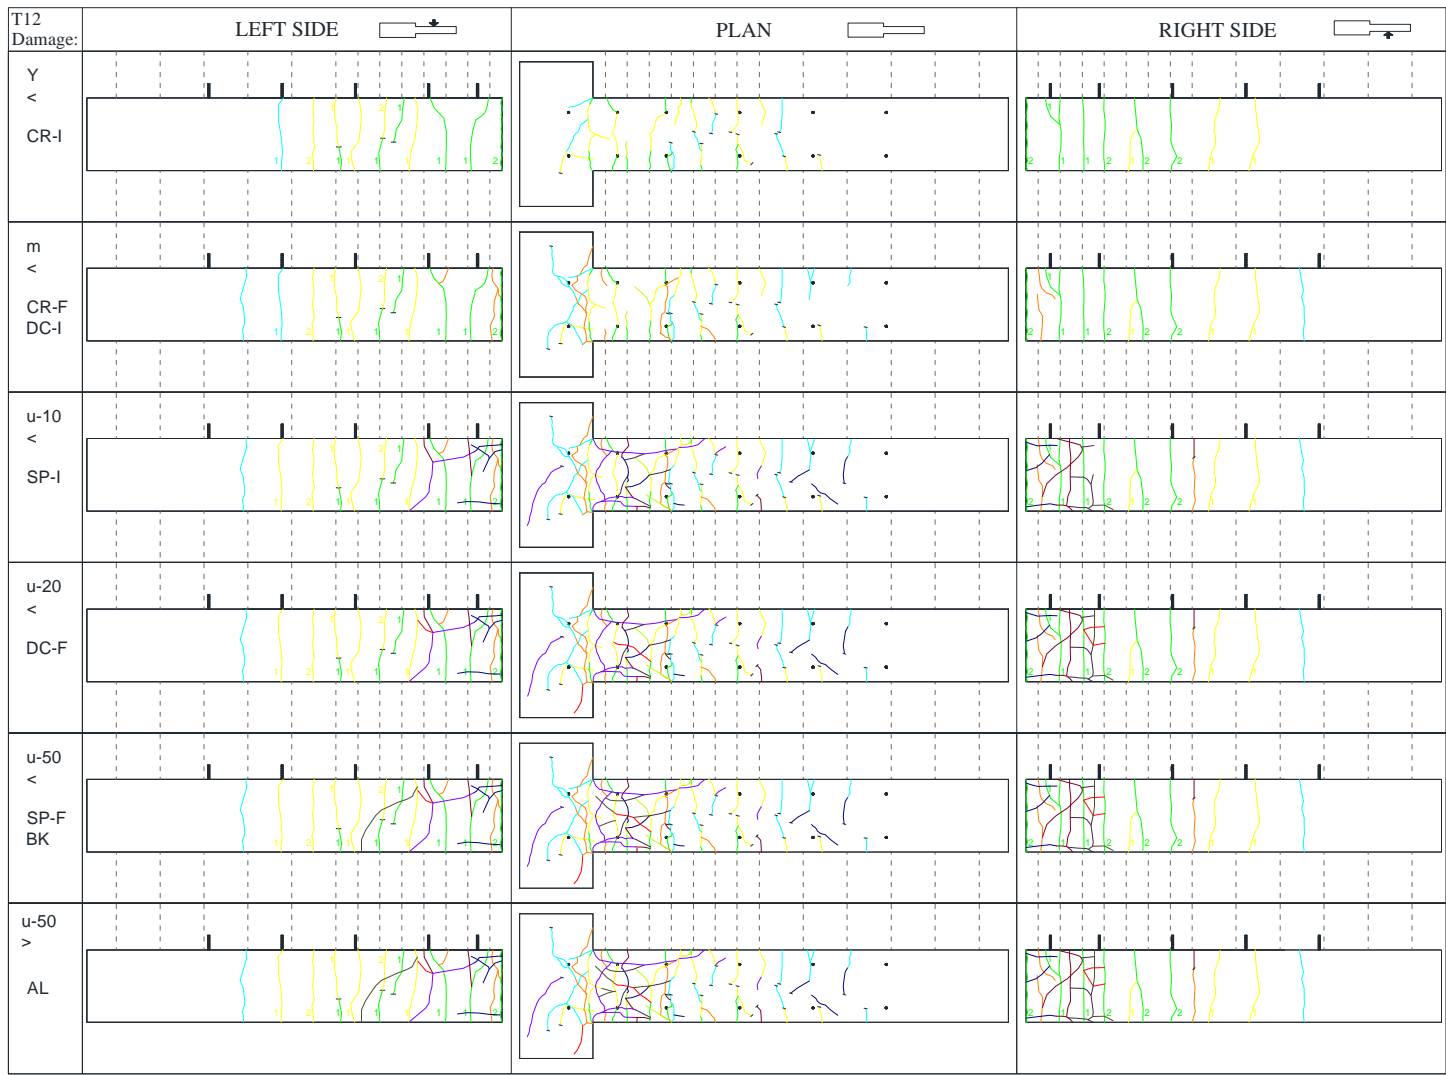 T12
Damage:
LEFT SIDE
PLAN
RIGHT SIDE
Y
<
CR-I
m
<
CR-F
DC-I
u-10
<
SP-I
u-20
<
DC-F
u-50
<
SP-F
BK
u-50
>
AL